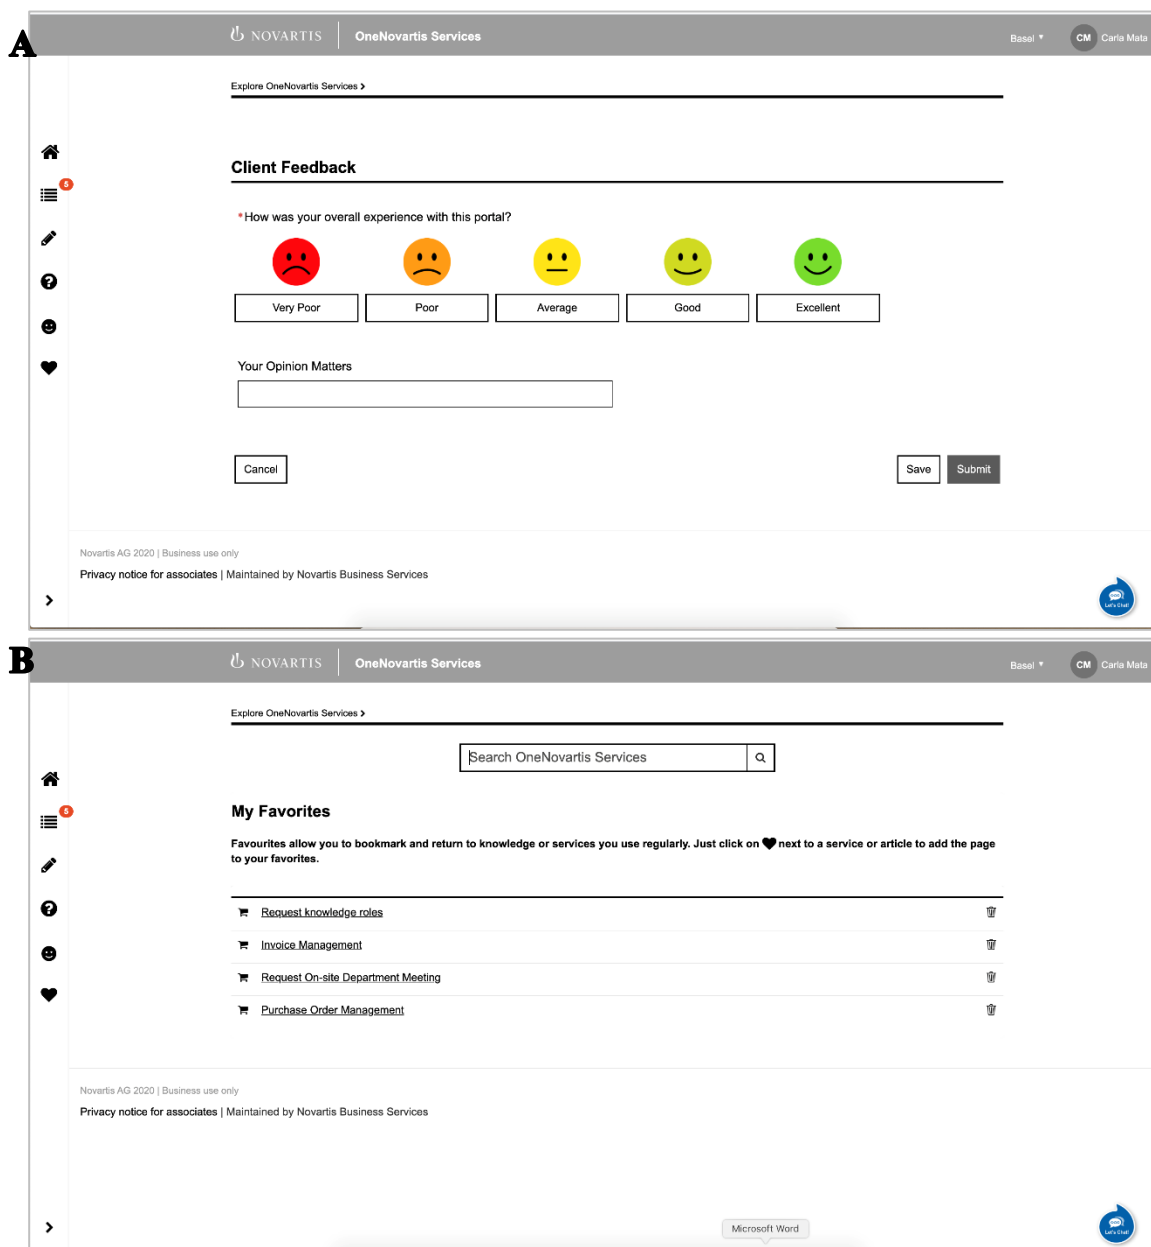 A
NOVARTIS OneNovartis Services Basel CM Carla Mata
Explore OneNovartis Services
5
Client Feedback
*How was your overall experience with this portal?
Very Poor Poor Average Good Excellent
Your Opinion Matters
Cancel Save Submit
Novartis AG 2020 | Business use only
Privacy notice for associates | Maintained by Novartis Business Services
Let's Chat!
B
NOVARTIS OneNovartis Services Basel CM Carla Mata
Explore OneNovartis Services
Search OneNovartis Services
5
My Favorites
Favourites allow you to bookmark and return to knowledge or services you use regularly. Just click on next to a service or article to add the page
to your favorites.
Request knowledge roles
Invoice Management
Request On-site Department Meeting
Purchase Order Management
Novartis AG 2020 | Business use only
Privacy notice for associates | Maintained by Novartis Business Services
Let's Chat!
Microsoft Word